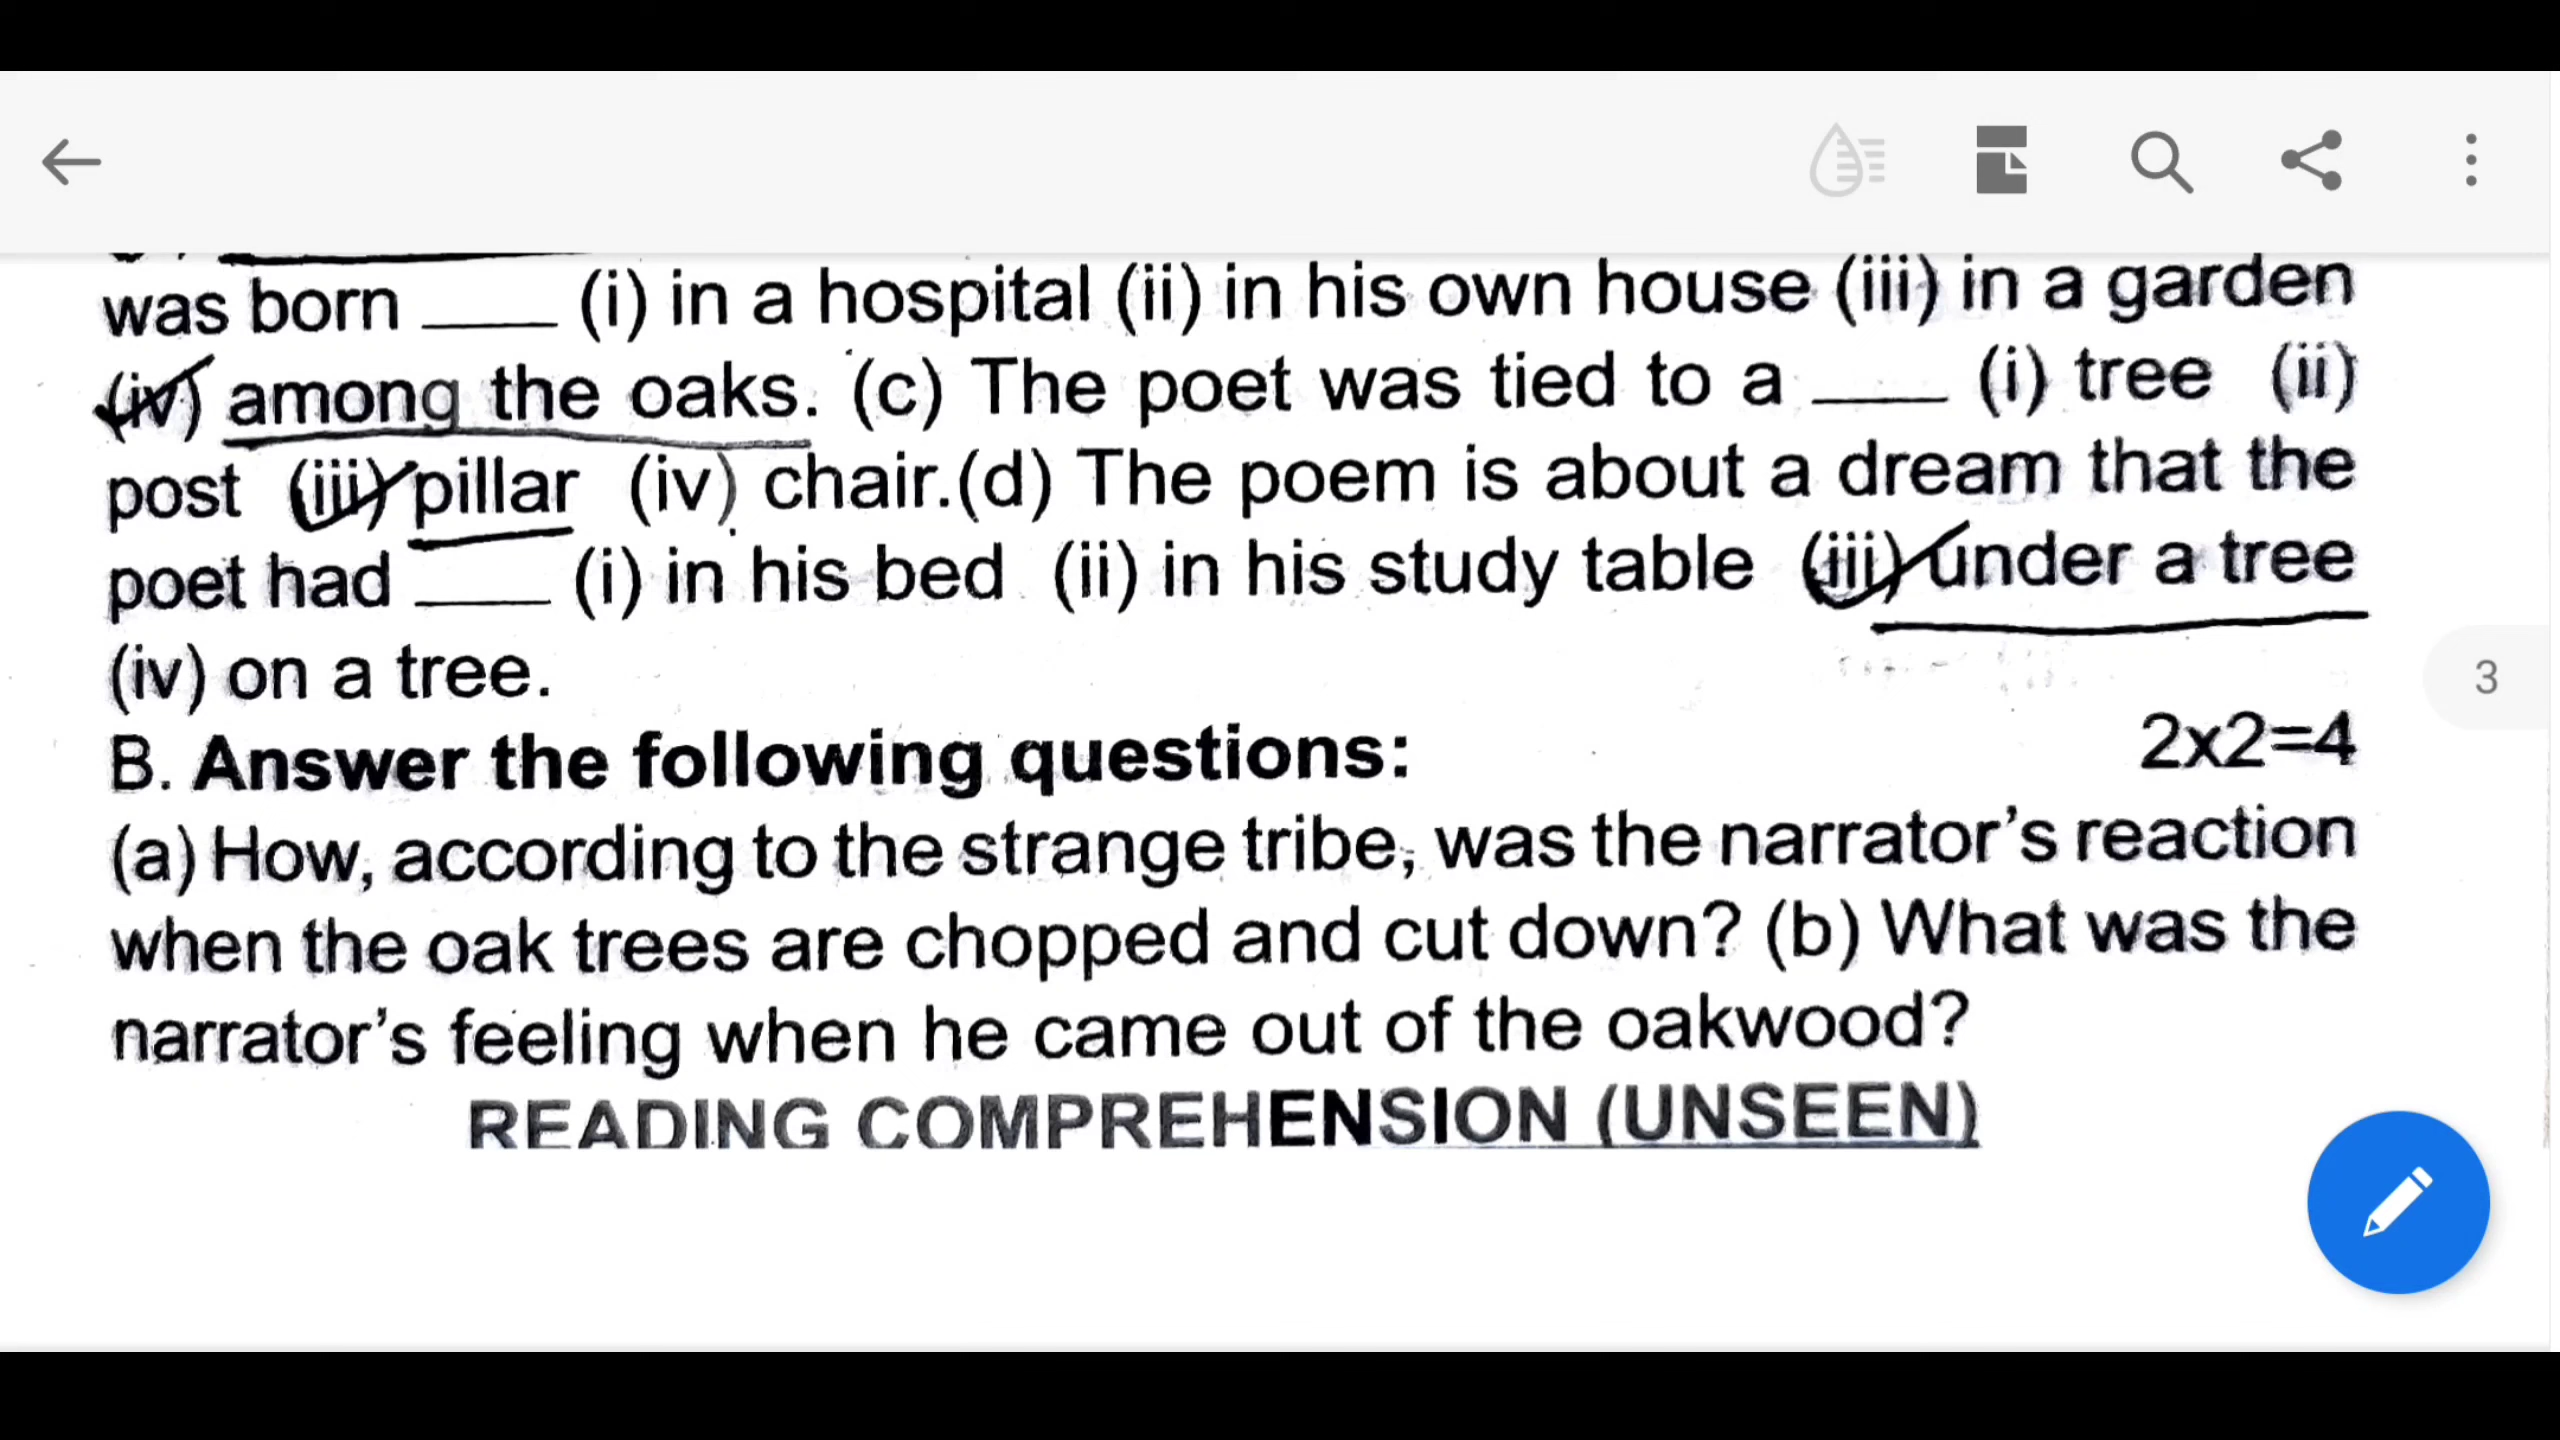 was born ____ (i) in a hospital (ii) in his own house (iii) in a garden
(iv) among the oaks. (c) The poet was tied to a ____ (i) tree (ii)
post (iii) pillar (iv) chair.(d) The poem is about a dream that the
poet had ____ (i) in his bed (ii) in his study table (iii) under a tree
(iv) on a tree.
3
B. Answer the following questions: 2x2=4
(a) How, according to the strange tribe, was the narrator's reaction
when the oak trees are chopped and cut down? (b) What was the
narrator's feeling when he came out of the oakwood?
READING COMPREHENSION (UNSEEN)